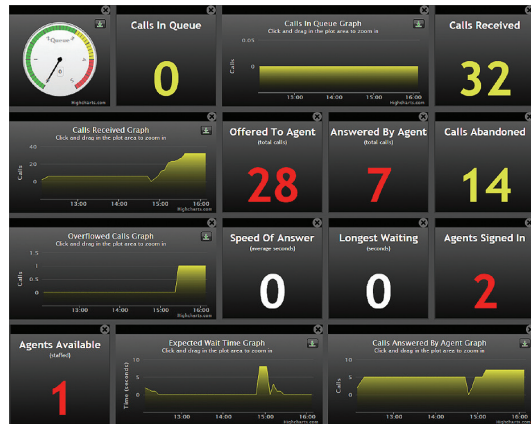 Queue
0
Highcharts.com
Calls In Queue
0
Calls In Queue Graph
Click and drag in the plot area to zoom in
Calls
0.05
0
13:00
14:00
15:00
16:00
Highcharts.com
Calls Received
32
Calls Received Graph
Click and drag in the plot area to zoom in
Calls
40
20
0
13:00
14:00
15:00
16:00
Highcharts.com
Offered To Agent
(total calls)
28
Answered By Agent
(total calls)
7
Calls Abandoned
14
Overflowed Calls Graph
Click and drag in the plot area to zoom in
Calls
1.5
1
0.5
0
13:00
14:00
15:00
16:00
Highcharts.com
Speed Of Answer
(average seconds)
0
Longest Waiting
(seconds)
0
Agents Signed In
2
Agents Available
(staffed)
1
Expected Wait Time Graph
Click and drag in the plot area to zoom in
Time (seconds)
10
5
0
13:00
14:00
15:00
16:00
Highcharts.com
Calls Answered By Agent Graph
Click and drag in the plot area to zoom in
Calls
10
5
0
13:00
14:00
15:00
16:00
Highcharts.com